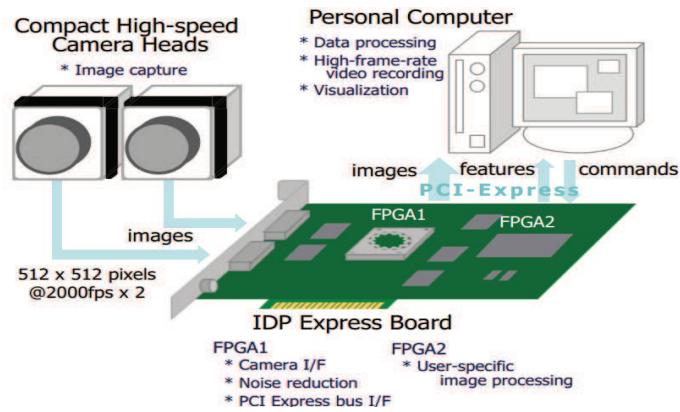 Compact High-speed
Camera Heads
* Image capture
Personal Computer
* Data processing
* High-frame-rate
video recording
* Visualization
images
features
commands
PCI-Express
images
512 x 512 pixels
@2000fps x 2
FPGA1
FPGA2
IDP Express Board
FPGA1
* Camera I/F
* Noise reduction
* PCI Express bus I/F
FPGA2
* User-specific
image processing